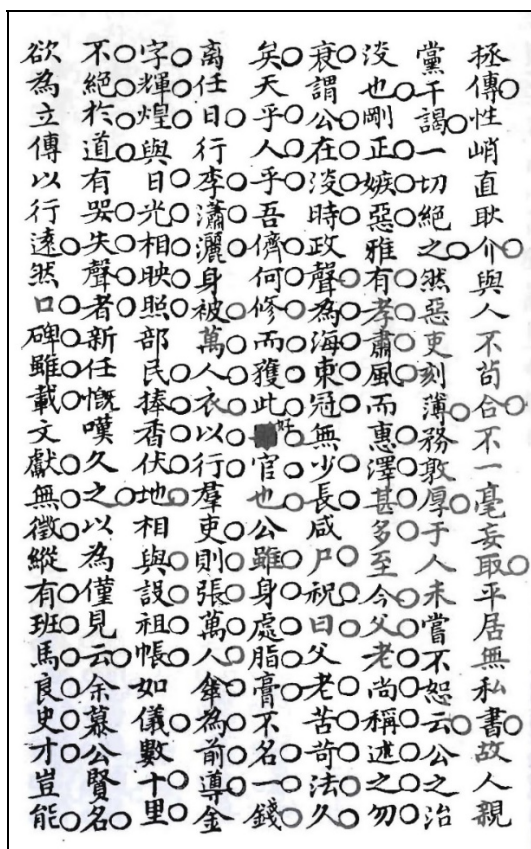 拯傳性峭直耿介與人不苟合不一毫妄取平居無私書故人親
黨干謁一切絕之然惡吏刻薄務敦厚于人未嘗不恕云公之治
淩也剛正嫉惡雅有孝肅風而惠澤甚多至今父老尚稱述之勿
衰謂公在淩時政聲為海東冠無少長咸尸祝曰父老苦苛法久
矣天乎人乎吾儕何修而獲此好官也公雖身處脂膏不名一錢
离任日行李瀟灑身被萬人衣以行羣吏則張萬人傘為前導金
字輝煌與日光相映照部民捧香伏地相與設祖帳如儀數十里
不絕於道有哭失聲者新任慨嘆久之以為僅見云余慕公賢名
欲為立傳以行遠然口碑雖載文獻無徵縱有班馬良史才豈能